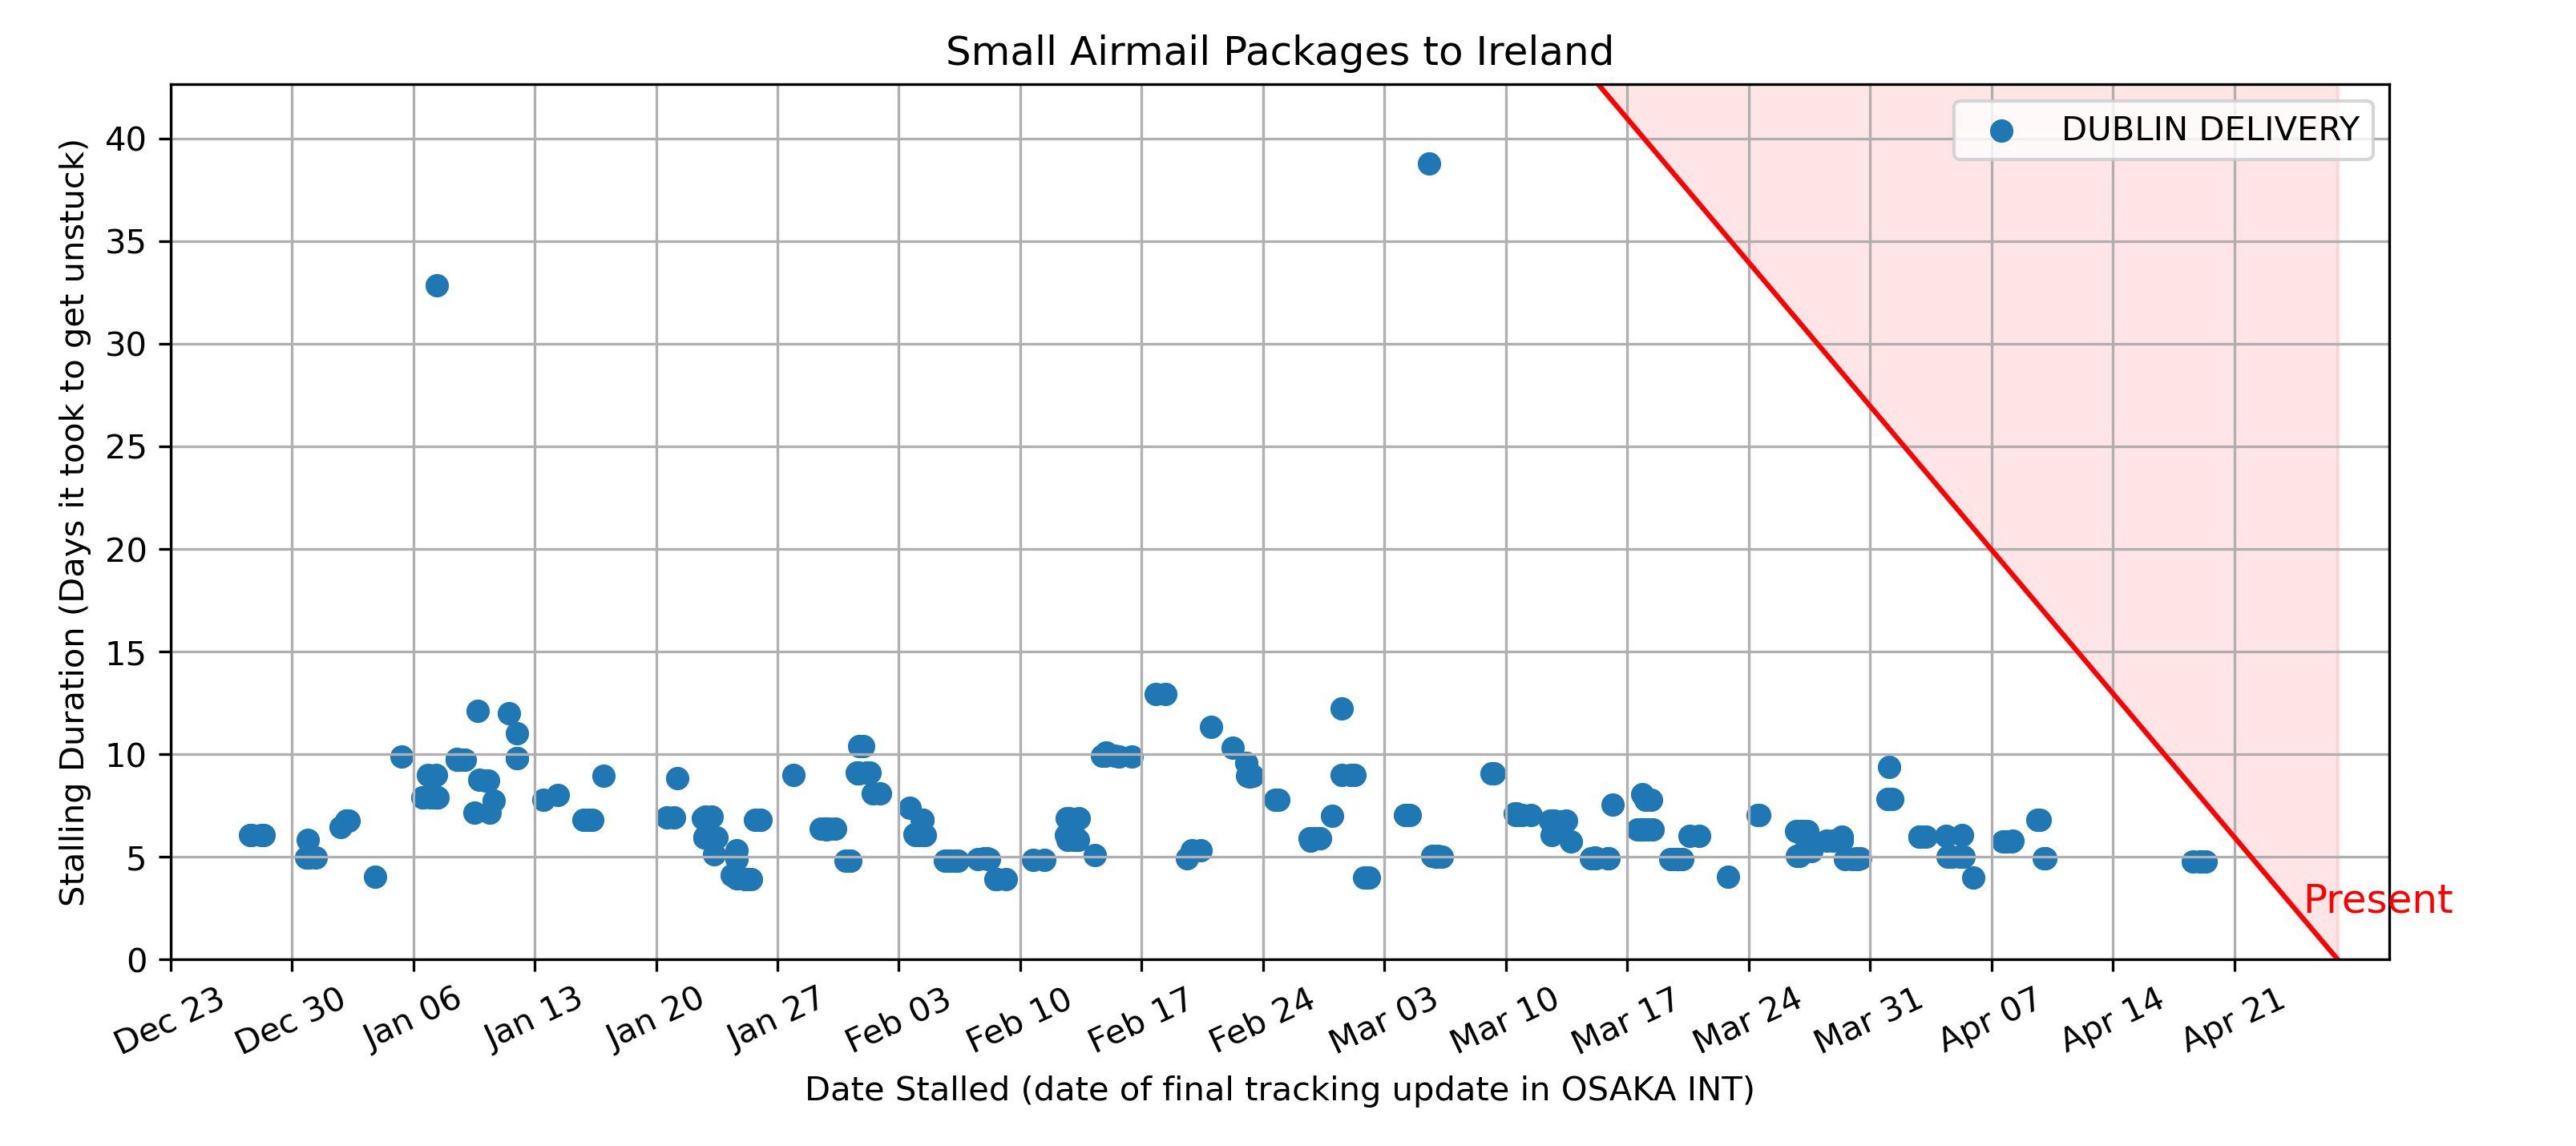 Small Airmail Packages to Ireland
DUBLIN DELIVERY
Stalling Duration (Days it took to get unstuck)
40
35
30
25
20
15
10
5
0
Present
Dec 23
Dec 30
Jan 06
Jan 13
Jan 20
Jan 27
Feb 03
Feb 10
Feb 17
Feb 24
Mar 03
Mar 10
Mar 17
Mar 24
Mar 31
Apr 07
Apr 14
Apr 21
Date Stalled (date of final tracking update in OSAKA INT)